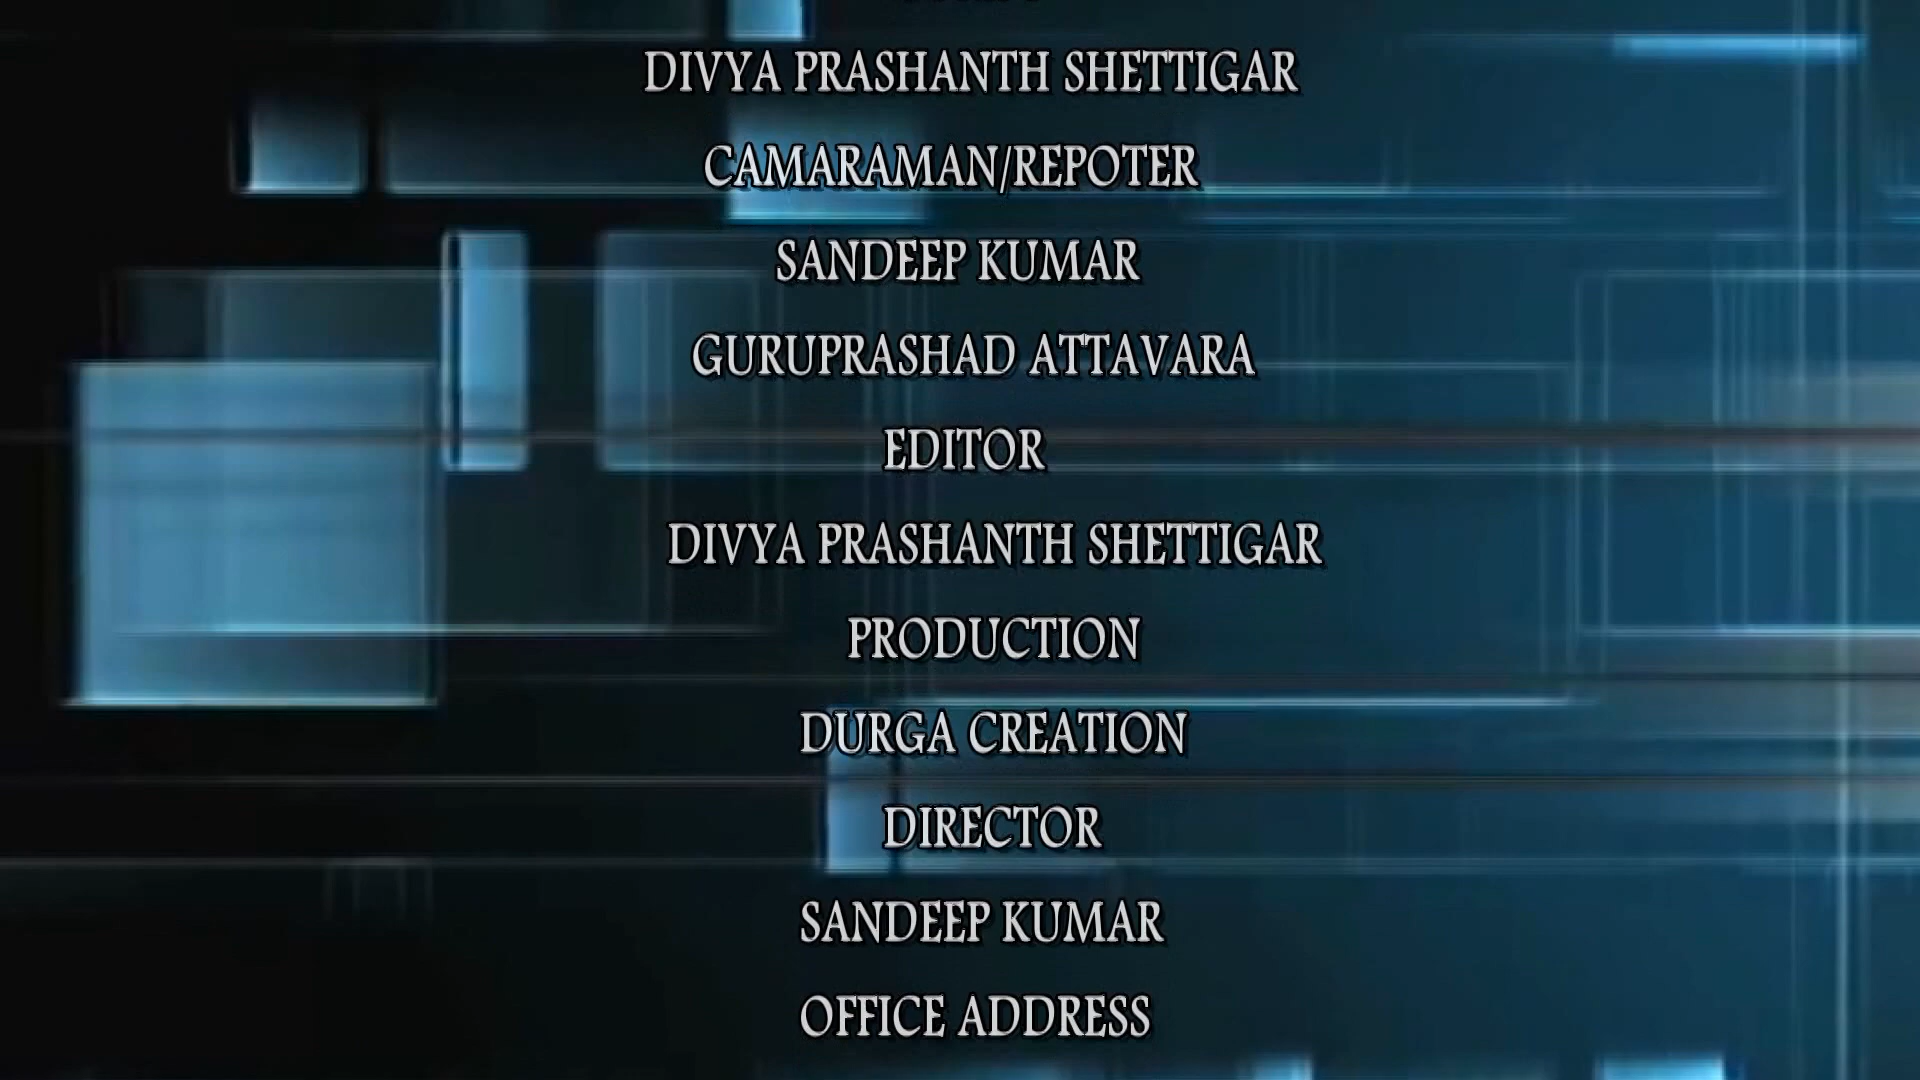 DIVYA PRASHANTH SHETTIGAR
CAMARAMAN/REPOTER
SANDEEP KUMAR
GURUPRASHAD ATTAVARA
EDITOR
DIVYA PRASHANTH SHETTIGAR
PRODUCTION
DURGA CREATION
DIRECTOR
SANDEEP KUMAR
OFFICE ADDRESS